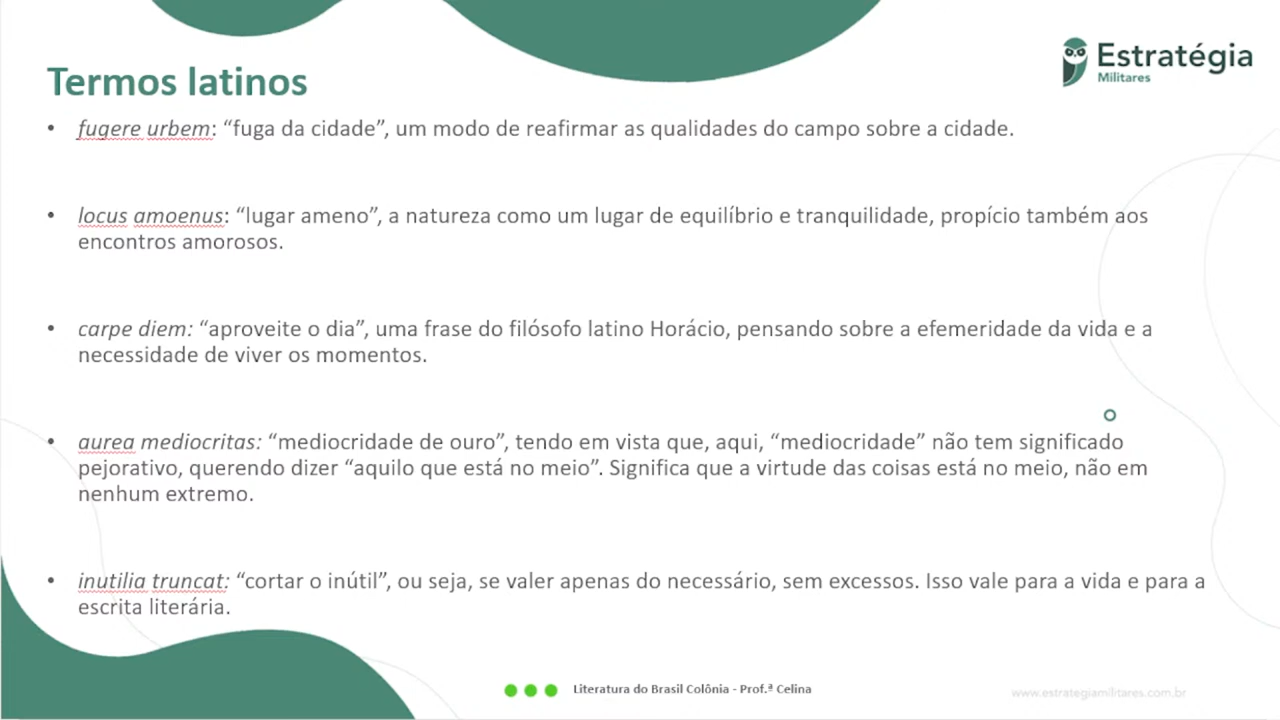 Estratégia
Militares
Termos latinos
• fugere urbem: “fuga da cidade”, um modo de reafirmar as qualidades do campo sobre a cidade.
• locus amoenus: “lugar ameno”, a natureza como um lugar de equilíbrio e tranquilidade, propício também aos
encontros amorosos.
• carpe diem: “aproveite o dia”, uma frase do filósofo latino Horácio, pensando sobre a efemeridade da vida e a
necessidade de viver os momentos.
• aurea mediocritas: “mediocridade de ouro”, tendo em vista que, aqui, “mediocridade” não tem significado
pejorativo, querendo dizer “aquilo que está no meio”. Significa que a virtude das coisas está no meio, não em
nenhum extremo.
• inutilia truncat: “cortar o inútil”, ou seja, se valer apenas do necessário, sem excessos. Isso vale para a vida e para a
escrita literária.
Literatura do Brasil Colônia - Prof.ª Celina
www.estrategiamilitares.com.br